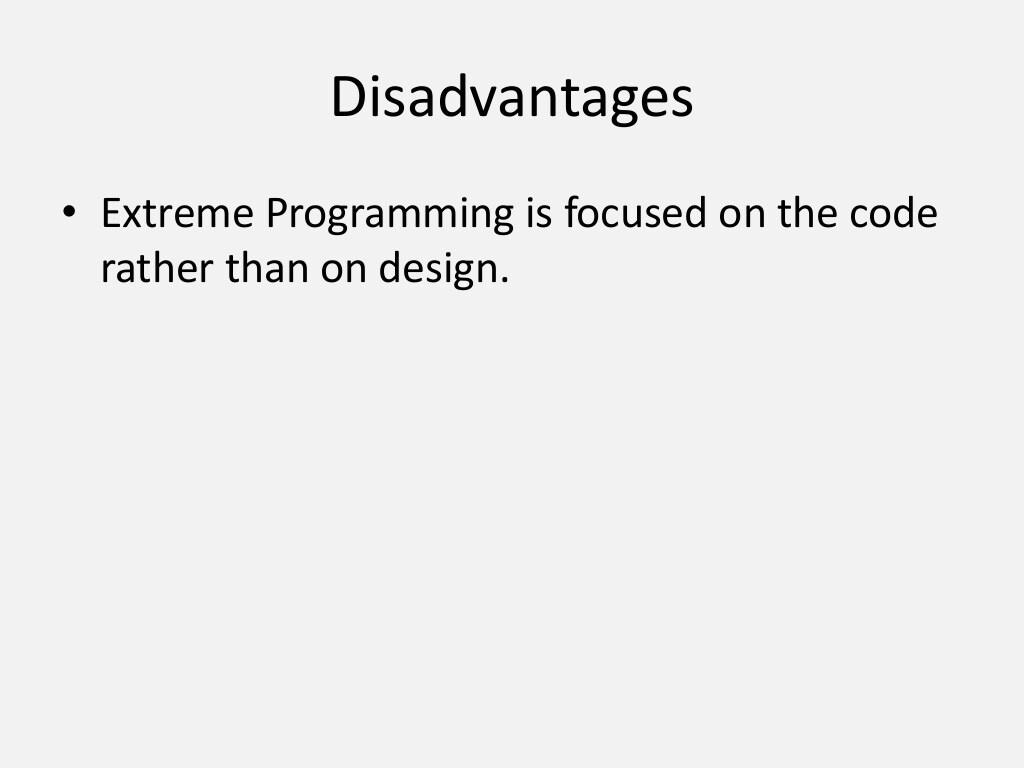 Disadvantages
• Extreme Programming is focused on the code
rather than on design.